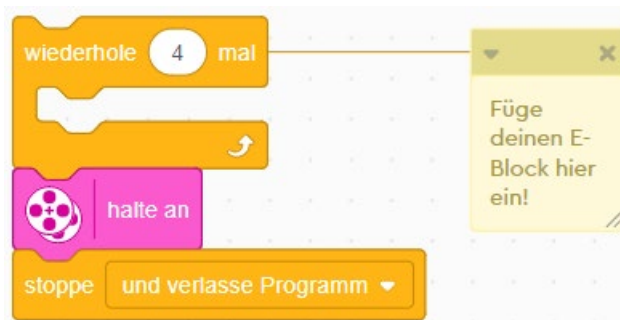 wiederhole 4 mal
Füge
deinen E-
Block hier
ein!
halte an
stoppe und verlasse Programm